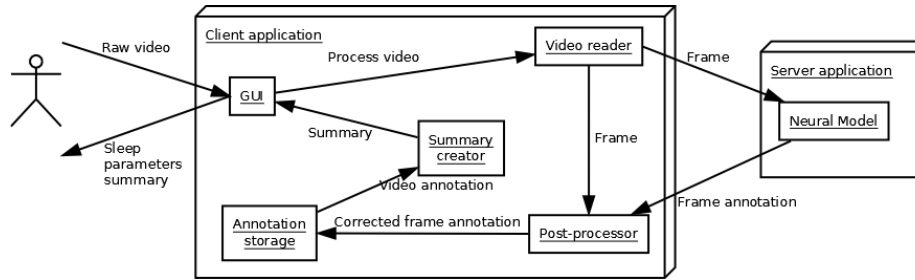 Client application
Raw video
Process video
Video reader
Frame
Server application
GUI
Neural Model
Summary
Summary
creator
Frame
Sleep
parameters
summary
Video annotation
Frame annotation
Annotation
storage
Corrected frame annotation
Post-processor